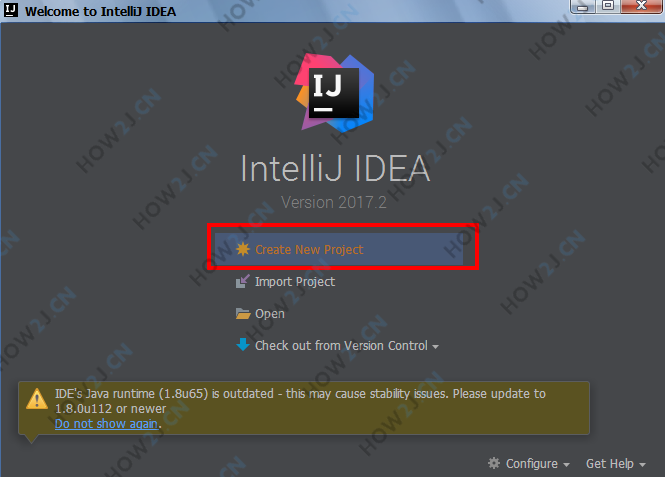 IJ Welcome to IntelliJ IDEA
IJ
IntelliJ IDEA
Version 2017.2
Create New Project
Import Project
Open
Check out from Version Control
IDE's Java runtime (1.8u65) is outdated - this may cause stability issues. Please update to
1.8.0u112 or newer
Do not show again.
Configure Get Help
HOW2J.CN